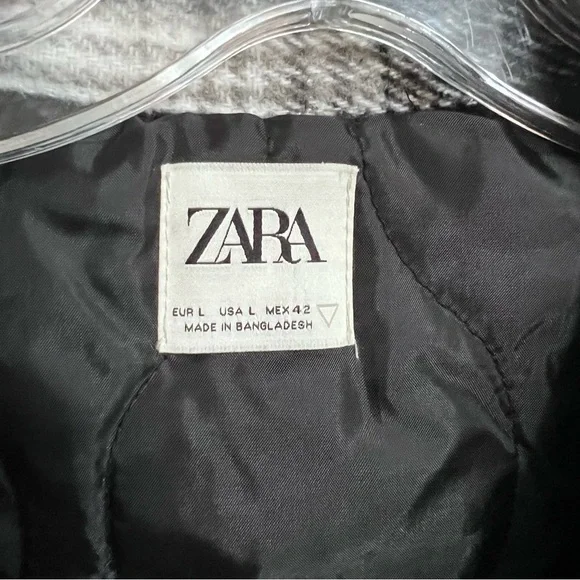 ZARA
EUR L USA L MEX 42
MADE IN BANGLADESH